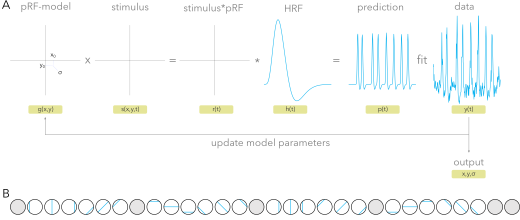 A
pRF-model stimulus stimulus*pRF HRF prediction data
x₀
y₀
σ
x = * = fit
g(x,y) s(x,y,t) r(t) h(t) p(t) y(t)
update model parameters
output
x,y,σ
B